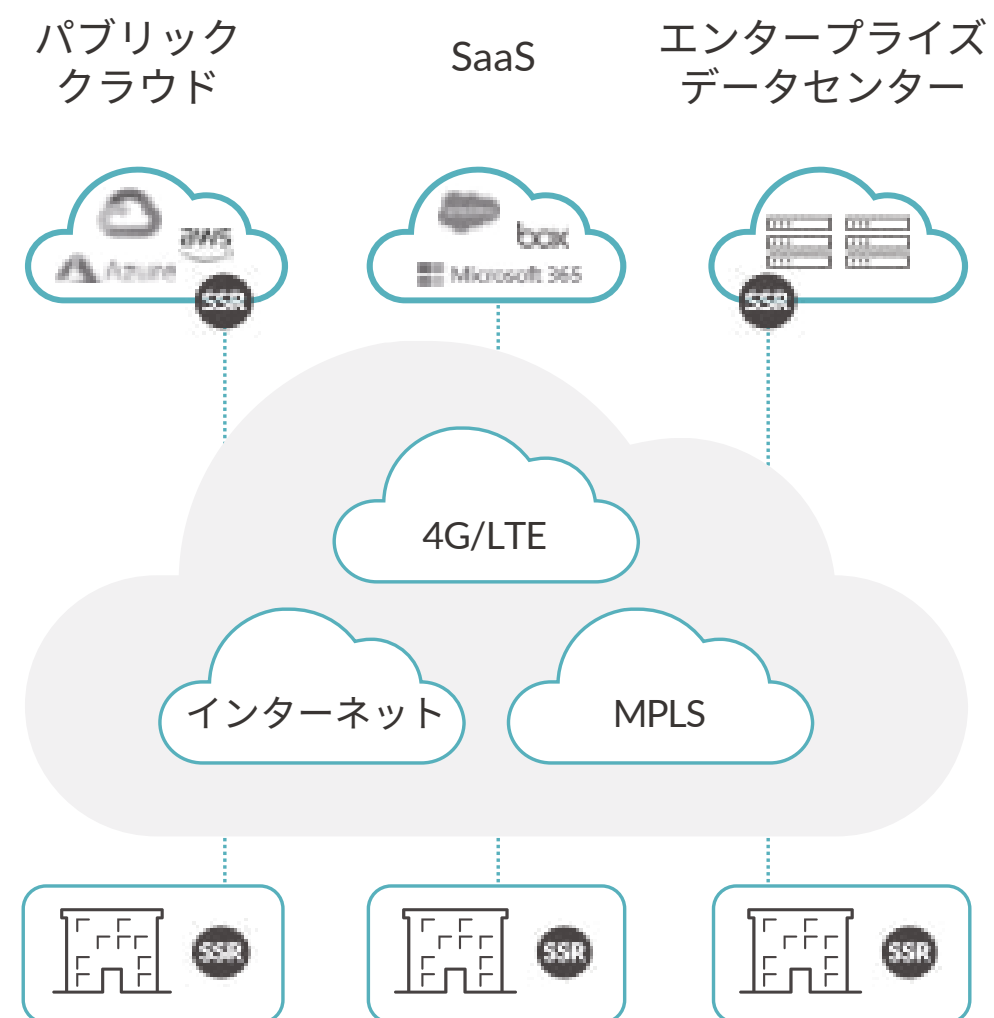 パブリック
クラウド
SaaS
エンタープライズ
データセンター
aws
Azure
SSR
box
Microsoft 365
SSR
4G/LTE
インターネット
MPLS
SSR
SSR
SSR